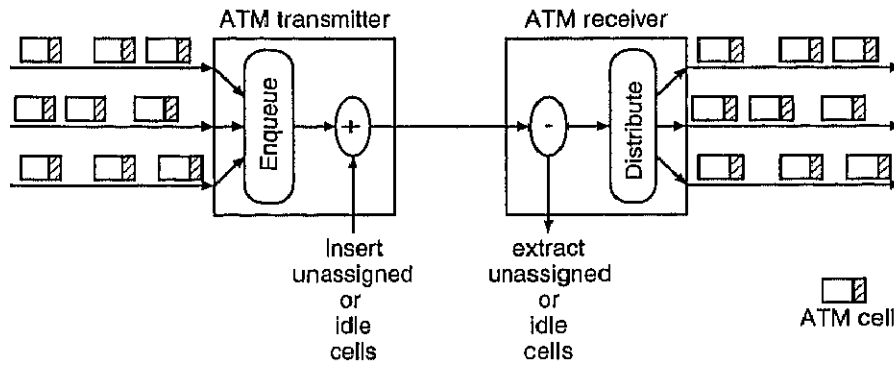 ATM transmitter
ATM receiver
Enqueue
+
-
Distribute
Insert
unassigned
or
idle
cells
extract
unassigned
or
idle
cells
ATM cell